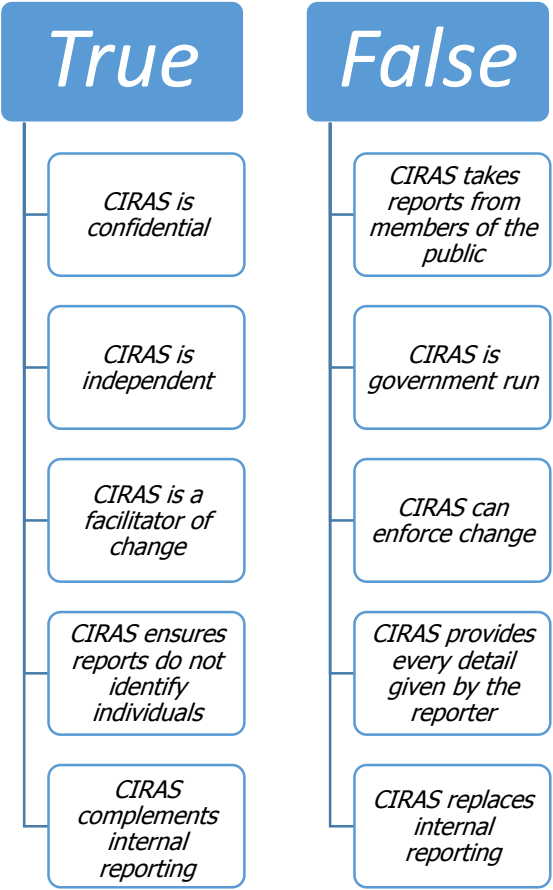 True
CIRAS is
confidential
CIRAS is
independent
CIRAS is a
facilitator of
change
CIRAS ensures
reports do not
identify
individuals
CIRAS
complements
internal
reporting
False
CIRAS takes
reports from
members of the
public
CIRAS is
government run
CIRAS can
enforce change
CIRAS provides
every detail
given by the
reporter
CIRAS replaces
internal
reporting